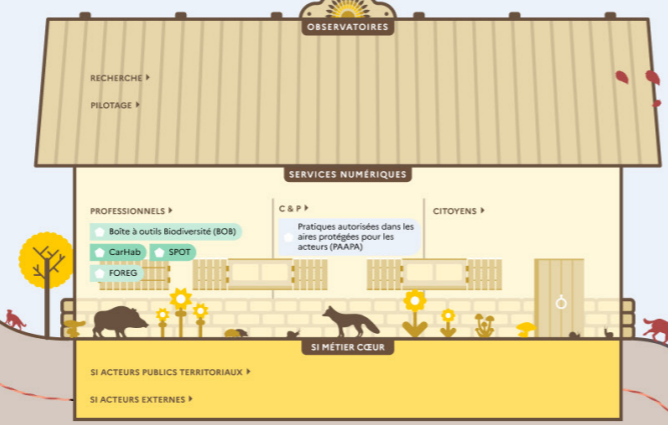 OBSERVATOIRES
RECHERCHE
PILOTAGE
SERVICES NUMÉRIQUES
PROFESSIONNELS
C & P
CITOYENS
Boîte à outils Biodiversité (BOB)
CarHab
SPOT
FOREG
Pratiques autorisées dans les
aires protégées pour les
acteurs (PAAPA)
SI MÉTIER CŒUR
SI ACTEURS PUBLICS TERRITORIAUX
SI ACTEURS EXTERNES